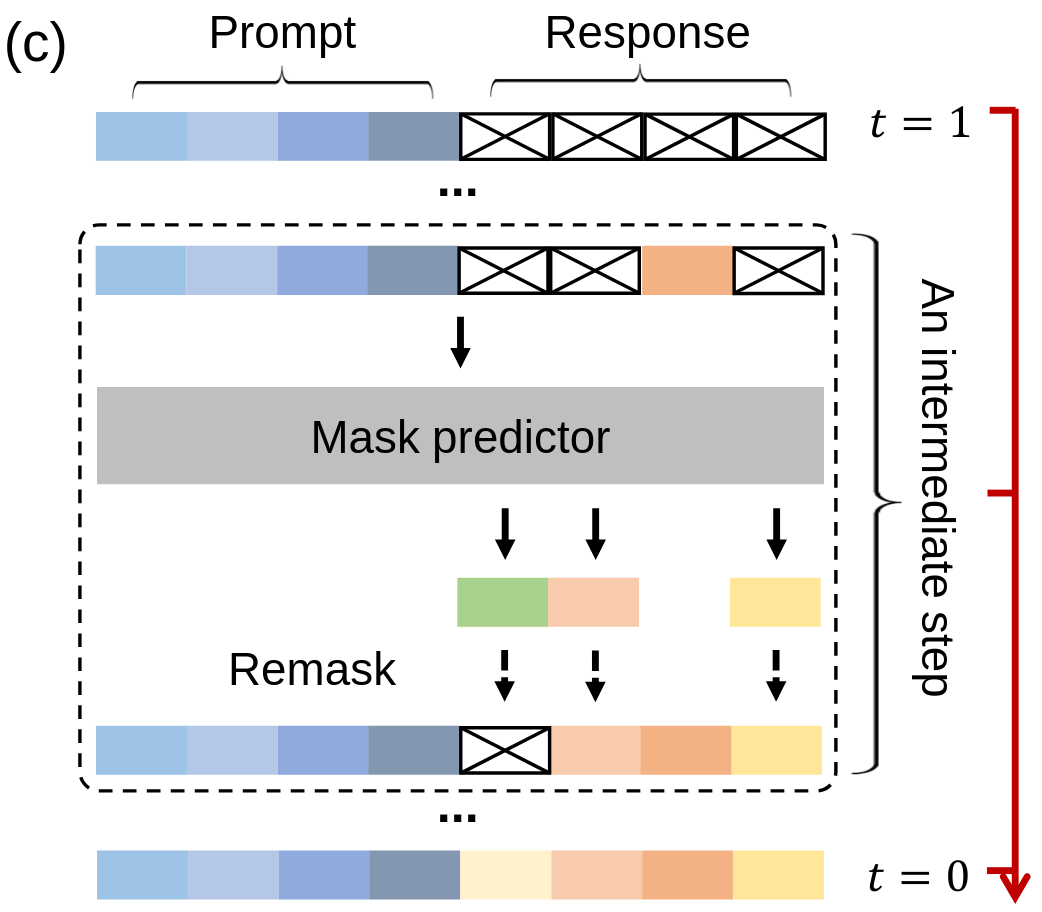 (c)
Prompt
Response
t = 1
...
An intermediate step
Mask predictor
Remask
...
t = 0